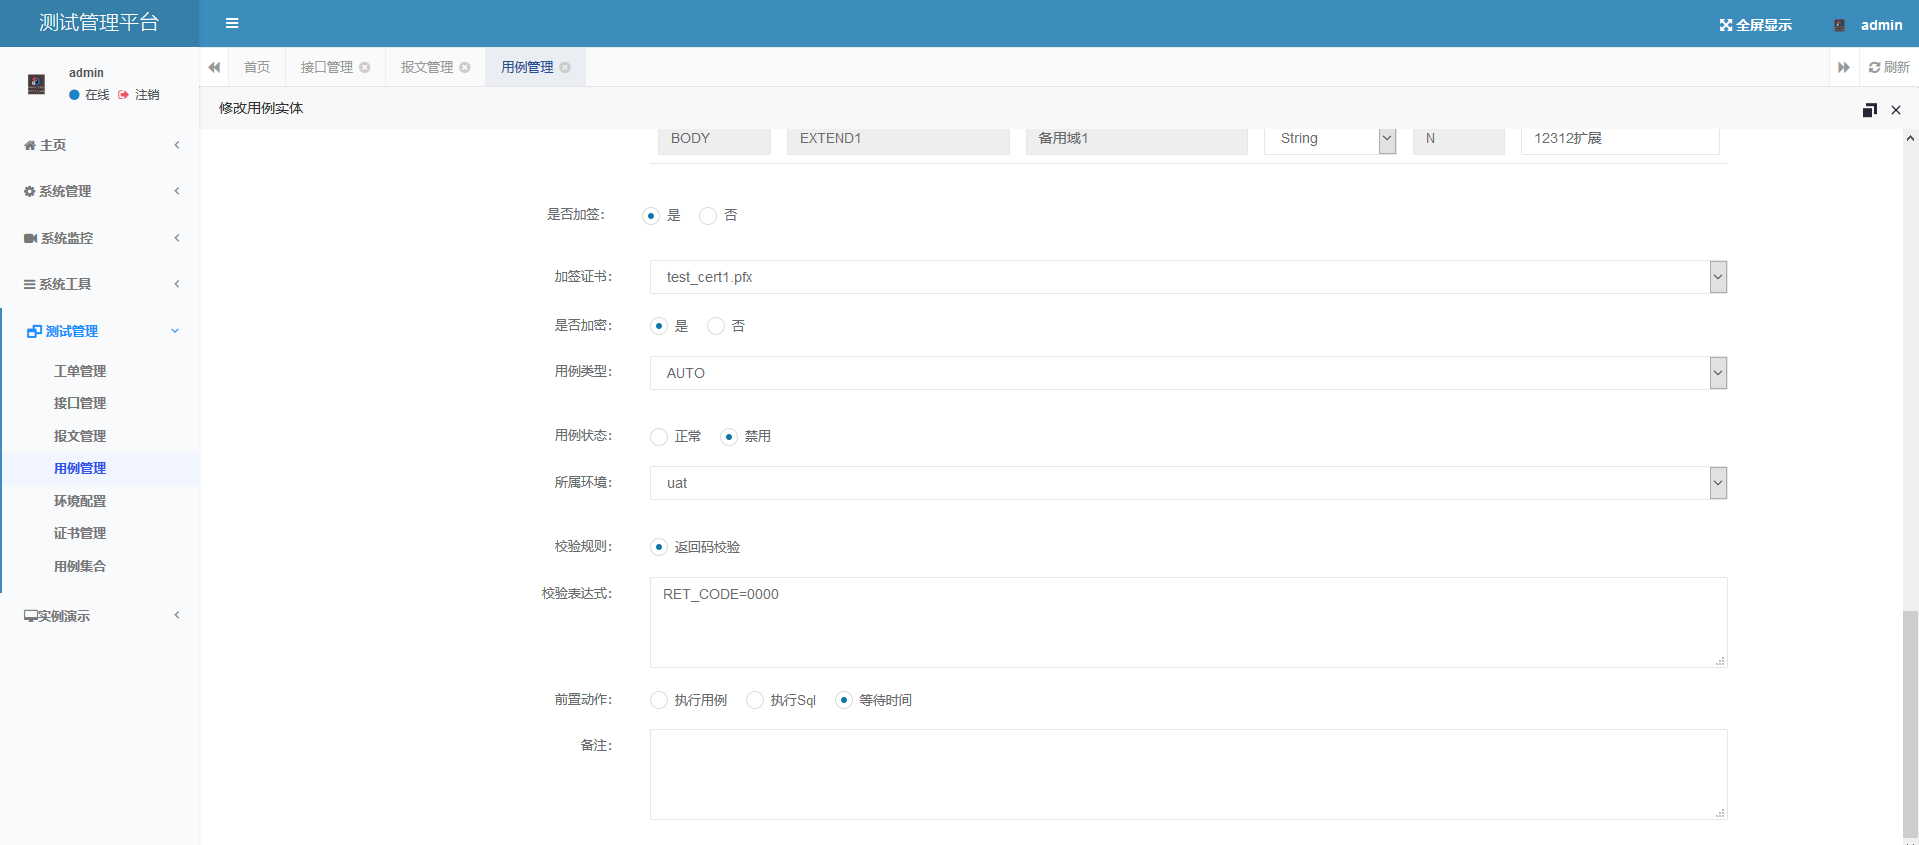 测试管理平台
全屏显示 admin
admin
在线 注销
首页 接口管理 报文管理 用例管理 刷新
修改用例实体
主页
系统管理
系统监控
系统工具
测试管理
工单管理
接口管理
报文管理
用例管理
环境配置
证书管理
用例集合
实例演示
BODY EXTEND1 备用域1 String N 12312扩展
是否加签： 是 否
加签证书： test_cert1.pfx
是否加密： 是 否
用例类型： AUTO
用例状态： 正常 禁用
所属环境： uat
校验规则： 返回码校验
校验表达式： RET_CODE=0000
前置动作： 执行用例 执行Sql 等待时间
备注：